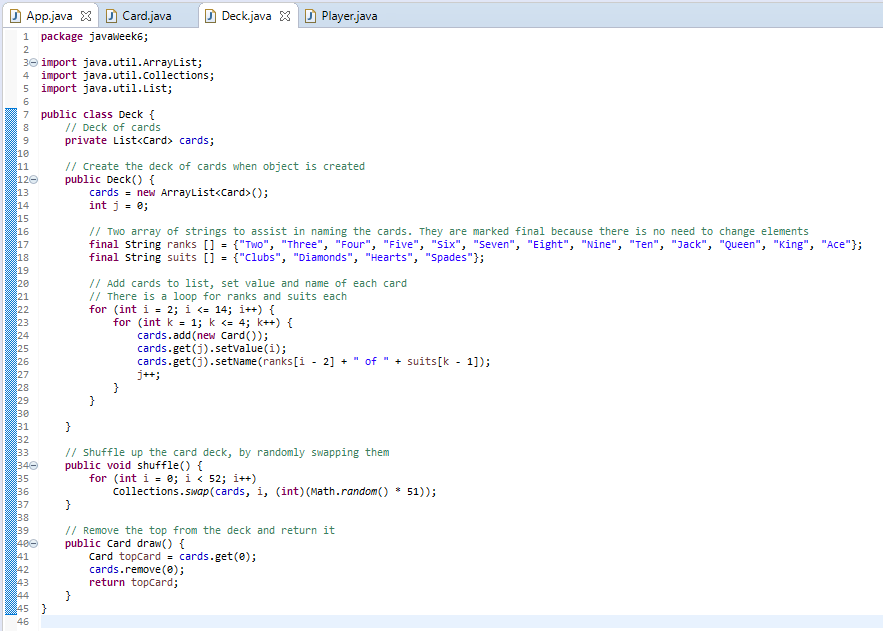 App.java Card.java Deck.java Player.java
1 package javaWeek6;
2
3 import java.util.ArrayList;
4 import java.util.Collections;
5 import java.util.List;
6
7 public class Deck {
8     // Deck of cards
9     private List<Card> cards;
10
11     // Create the deck of cards when object is created
12     public Deck() {
13         cards = new ArrayList<Card>();
14         int j = 0;
15
16         // Two array of strings to assist in naming the cards. They are marked final because there is no need to change elements
17         final String ranks [] = {"Two", "Three", "Four", "Five", "Six", "Seven", "Eight", "Nine", "Ten", "Jack", "Queen", "King", "Ace"};
18         final String suits [] = {"Clubs", "Diamonds", "Hearts", "Spades"};
19
20         // Add cards to list, set value and name of each card
21         // There is a loop for ranks and suits each
22         for (int i = 2; i <= 14; i++) {
23             for (int k = 1; k <= 4; k++) {
24                 cards.add(new Card());
25                 cards.get(j).setValue(i);
26                 cards.get(j).setName(ranks[i - 2] + " of " + suits[k - 1]);
27                 j++;
28             }
29         }
30
31     }
32
33     // Shuffle up the card deck, by randomly swapping them
34     public void shuffle() {
35         for (int i = 0; i < 52; i++)
36             Collections.swap(cards, i, (int)(Math.random() * 51));
37     }
38
39     // Remove the top from the deck and return it
40     public Card draw() {
41         Card topCard = cards.get(0);
42         cards.remove(0);
43         return topCard;
44     }
45 }
46